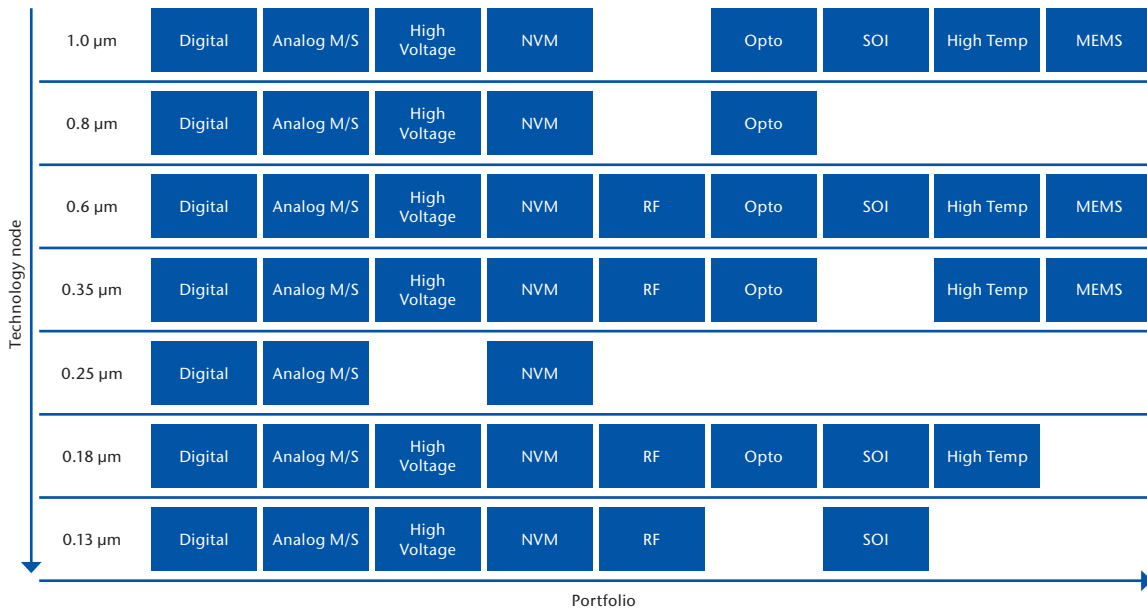 1.0 µm Digital Analog M/S High Voltage NVM Opto SOI High Temp MEMS
0.8 µm Digital Analog M/S High Voltage NVM Opto
0.6 µm Digital Analog M/S High Voltage NVM RF Opto SOI High Temp MEMS
0.35 µm Digital Analog M/S High Voltage NVM RF Opto High Temp MEMS
0.25 µm Digital Analog M/S NVM
0.18 µm Digital Analog M/S High Voltage NVM RF Opto SOI High Temp
0.13 µm Digital Analog M/S High Voltage NVM RF SOI
Technology node
Portfolio